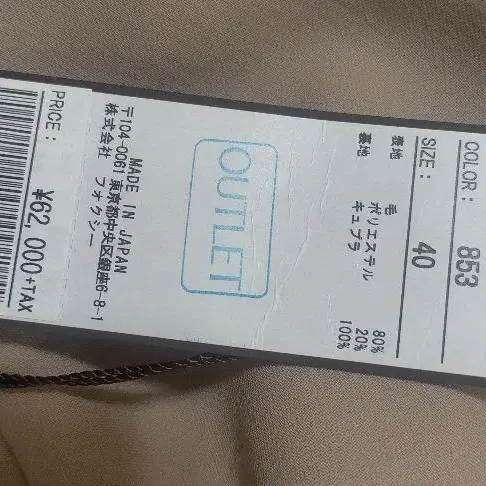 COLOR: 853
SIZE: 40
表地 毛 80%
ポリエステル 20%
裏地 キュプラ 100%
OUTLET
MADE IN JAPAN
〒104-0061 東京都中央区銀座6-8-1
株式会社 フォクシー
PRICE: ¥62,000+TAX